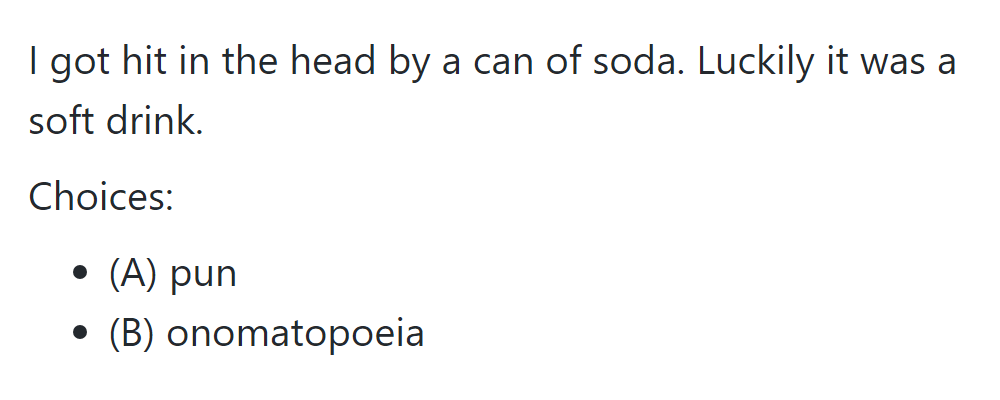 I got hit in the head by a can of soda. Luckily it was a
soft drink.
Choices:
• (A) pun
• (B) onomatopoeia